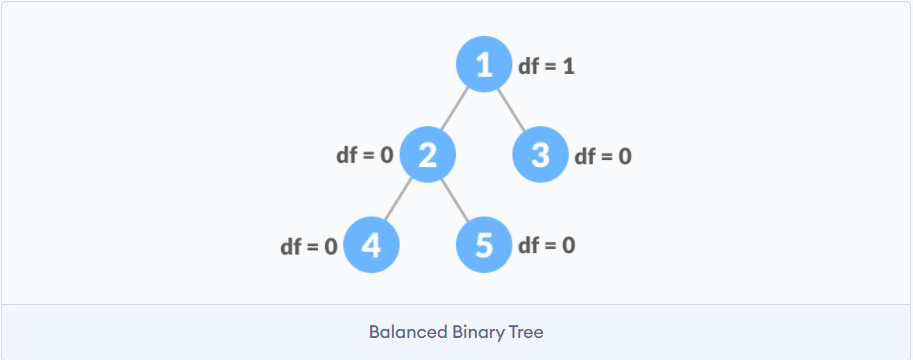 1 df = 1
df = 0 2 3 df = 0
df = 0 4 5 df = 0
Balanced Binary Tree